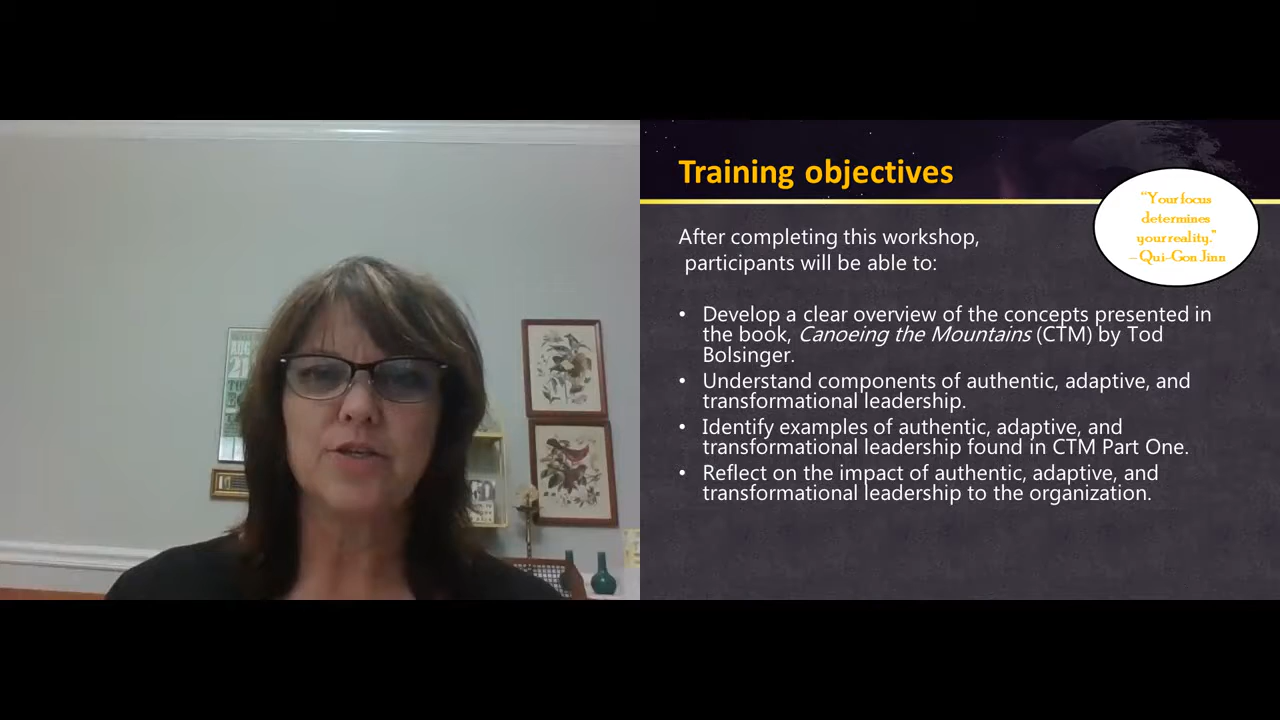 AUG
21
Training objectives
"Your focus
determines
your reality."
– Qui-Gon Jinn
After completing this workshop,
participants will be able to:
• Develop a clear overview of the concepts presented in
the book, Canoeing the Mountains (CTM) by Tod
Bolsinger.
• Understand components of authentic, adaptive, and
transformational leadership.
• Identify examples of authentic, adaptive, and
transformational leadership found in CTM Part One.
• Reflect on the impact of authentic, adaptive, and
transformational leadership to the organization.